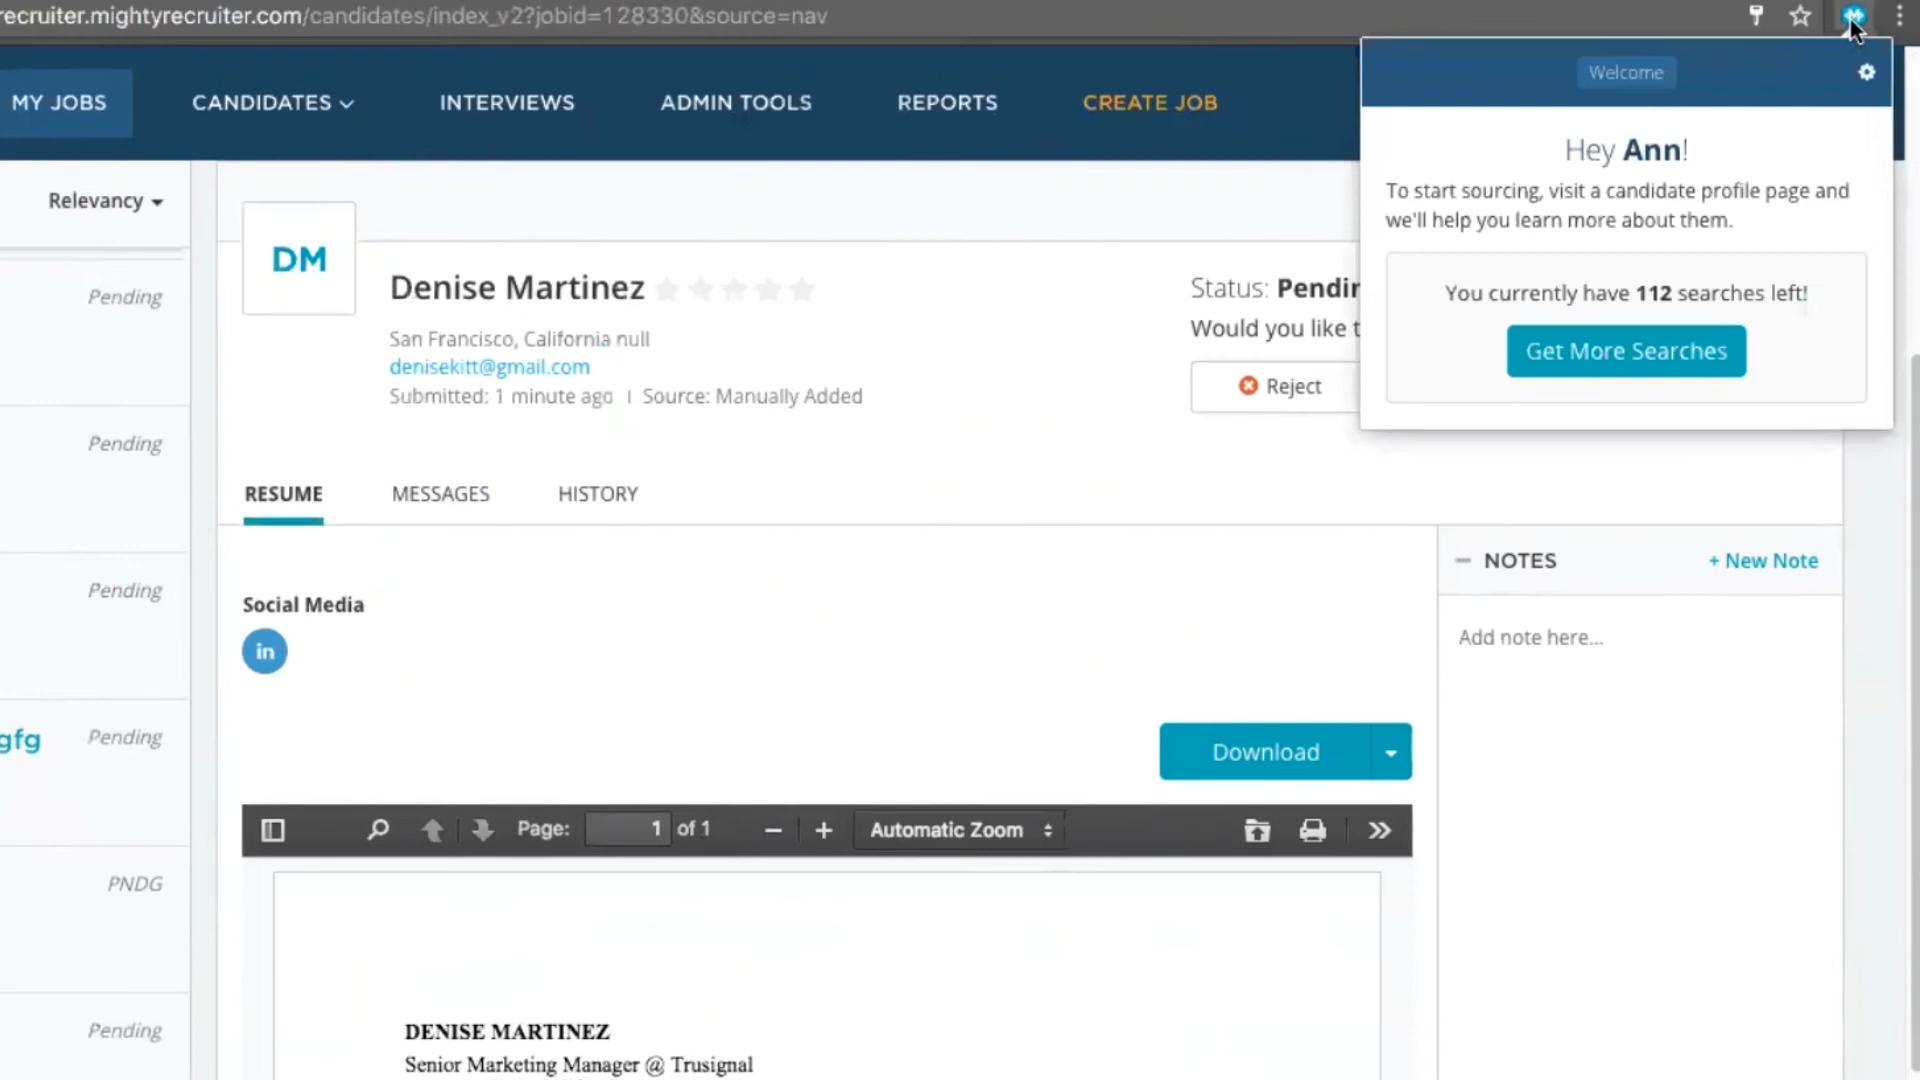 recruiter.mightyrecruiter.com/candidates/index_v2?jobid=128330&source=nav
MY JOBS
CANDIDATES
INTERVIEWS
ADMIN TOOLS
REPORTS
CREATE JOB
Welcome
Hey Ann!
To start sourcing, visit a candidate profile page and
we'll help you learn more about them.
You currently have 112 searches left!
Get More Searches
Relevancy
Pending
Pending
Pending
gfg
Pending
PNDG
Pending
DM
Denise Martinez
San Francisco, California null
denisekitt@gmail.com
Submitted: 1 minute ago | Source: Manually Added
Status: Pendin
Would you like t
Reject
RESUME
MESSAGES
HISTORY
Social Media
in
Download
NOTES
+ New Note
Add note here...
Page: 1 of 1
Automatic Zoom
DENISE MARTINEZ
Senior Marketing Manager @ Trusignal